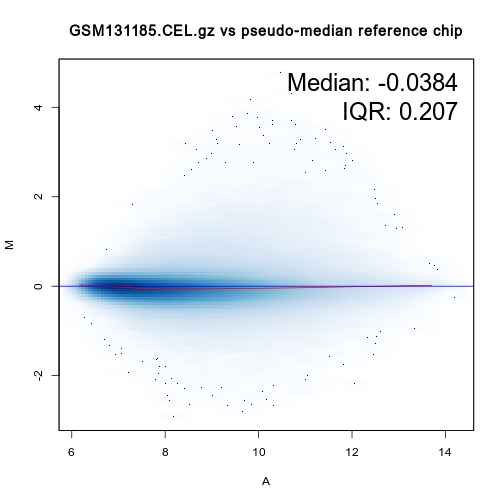 GSM131185.CEL.gz vs pseudo-median reference chip
Median: -0.0384
IQR: 0.207
4
2
0
-2
M
6 8 10 12 14
A